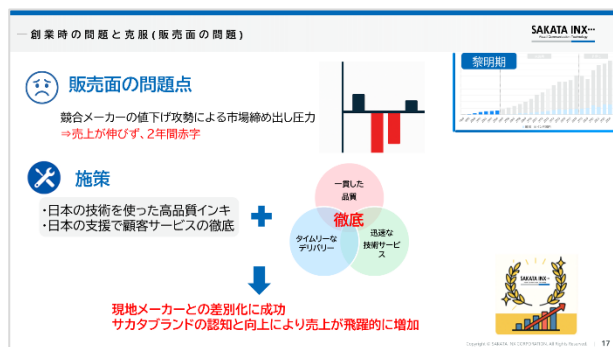 創業時の問題と克服(販売面の問題)
SAKATA INX
黎明期
販売面の問題点
競合メーカーの値下げ攻勢による市場締め出し圧力
⇒売上が伸びず、2年間赤字
施策
・日本の技術を使った高品質インキ
・日本の支援で顧客サービスの徹底
一貫した
品質
徹底
タイムリーな
デリバリー
迅速な
技術サービ
ス
現地メーカーとの差別化に成功
サカタブランドの認知と向上により売上が飛躍的に増加
SAKATA INX
Copyright © SAKATA INX CORPORATION. All Rights Reserved.
17